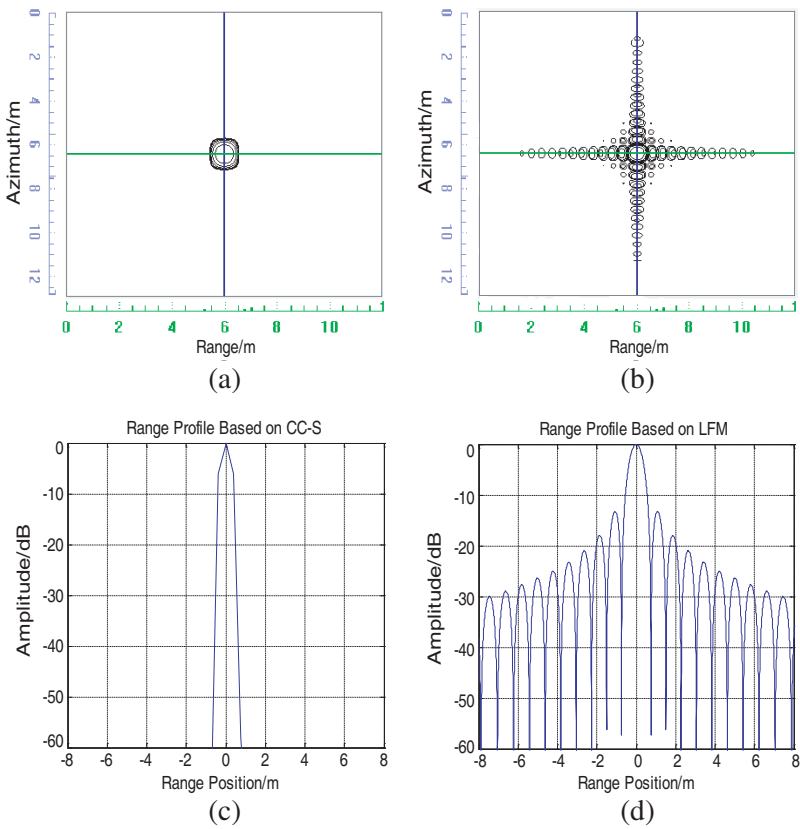 0
2
4
6
8
10
12
Azimuth/m
0 2 4 6 8 10
Range/m
(a)
0
2
4
6
8
10
12
Azimuth/m
0 2 4 6 8 10
Range/m
(b)
Range Profile Based on CC-S
0
-10
-20
-30
-40
-50
-60
Amplitude/dB
-8 -6 -4 -2 0 2 4 6 8
Range Position/m
(c)
Range Profile Based on LFM
0
-10
-20
-30
-40
-50
-60
Amplitude/dB
-8 -6 -4 -2 0 2 4 6 8
Range Position/m
(d)